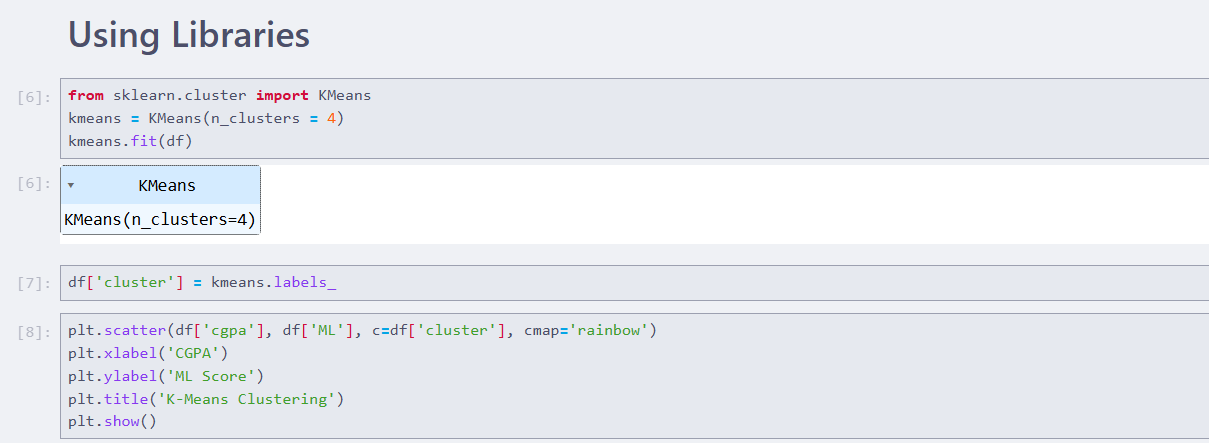 Using Libraries
[6]:
from sklearn.cluster import KMeans
kmeans = KMeans(n_clusters = 4)
kmeans.fit(df)
[6]:
▾ KMeans
KMeans(n_clusters=4)
[7]:
df['cluster'] = kmeans.labels_
[8]:
plt.scatter(df['cgpa'], df['ML'], c=df['cluster'], cmap='rainbow')
plt.xlabel('CGPA')
plt.ylabel('ML Score')
plt.title('K-Means Clustering')
plt.show()